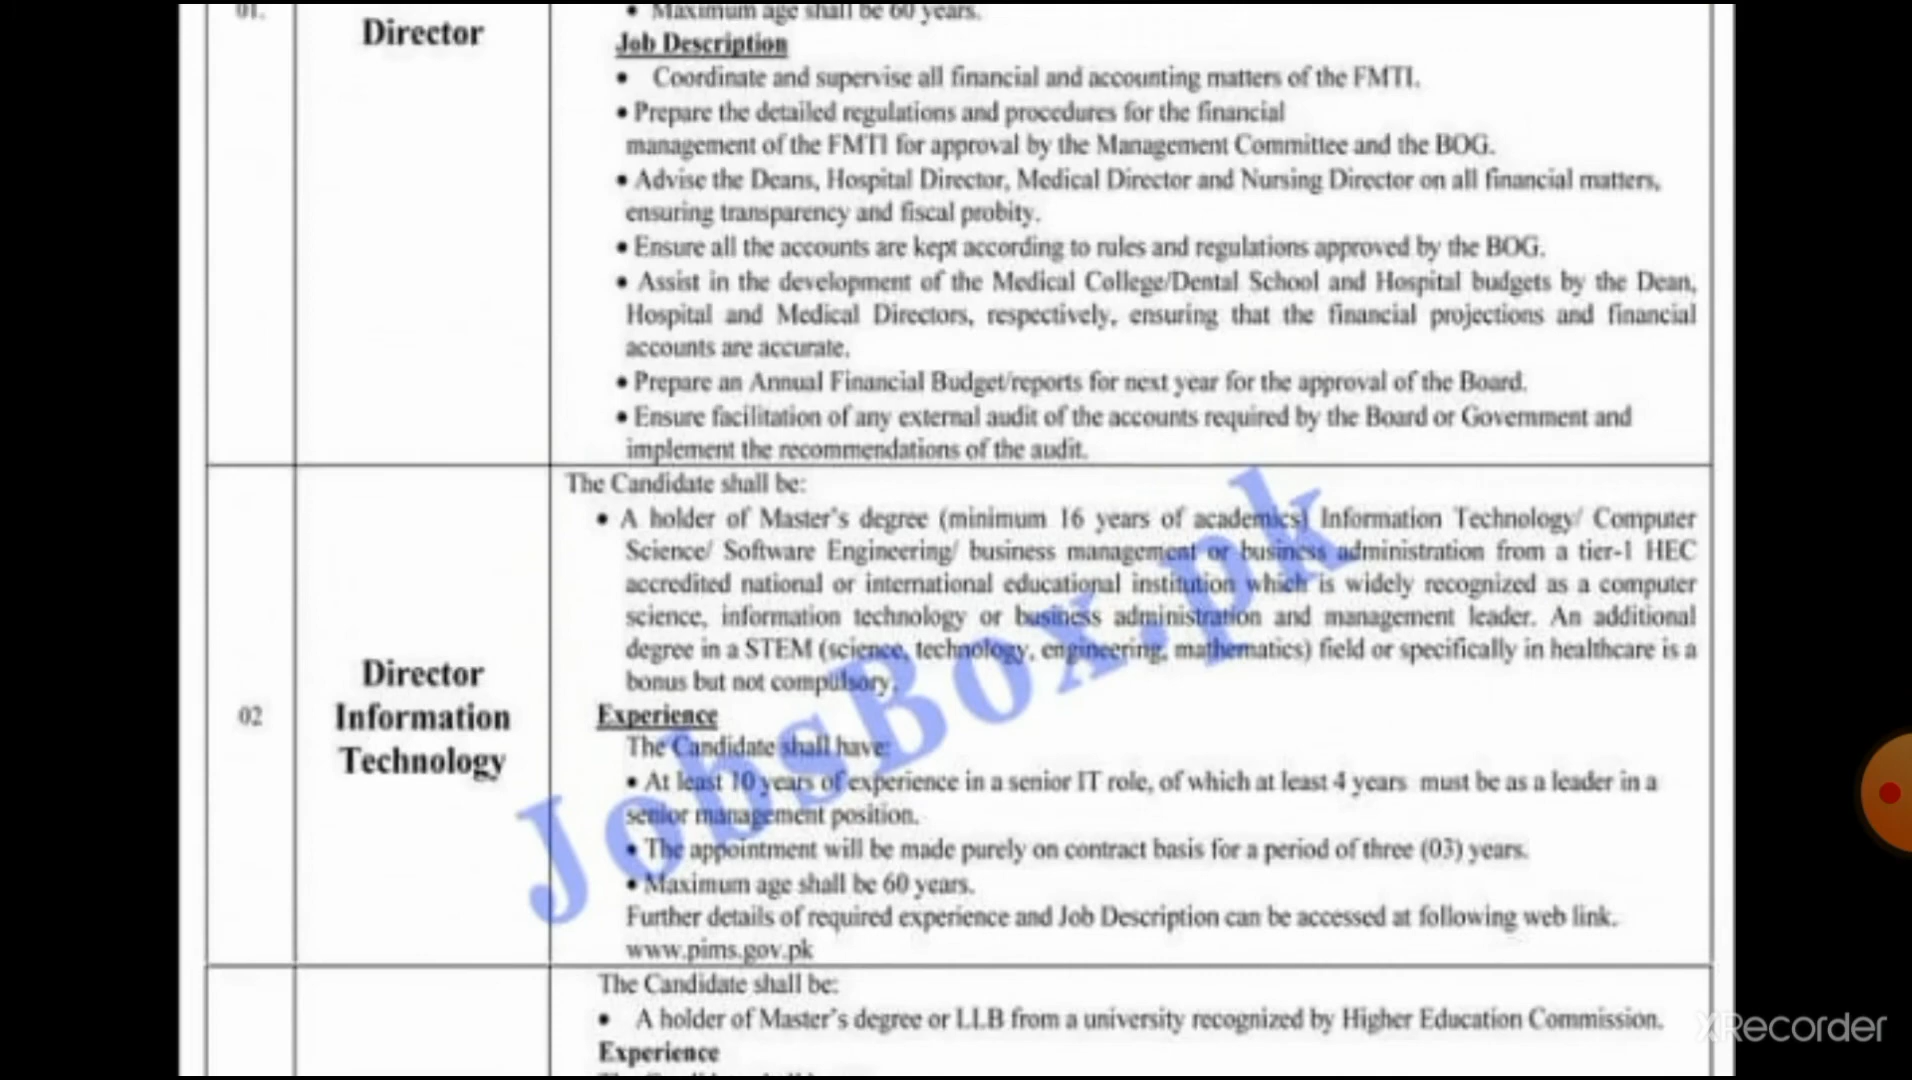 01.
Director
• Maximum age shall be 60 years.
Job Description
• Coordinate and supervise all financial and accounting matters of the FMTI.
• Prepare the detailed regulations and procedures for the financial
management of the FMTI for approval by the Management Committee and the BOG.
• Advise the Deans, Hospital Director, Medical Director and Nursing Director on all financial matters,
ensuring transparency and fiscal probity.
• Ensure all the accounts are kept according to rules and regulations approved by the BOG.
• Assist in the development of the Medical College/Dental School and Hospital budgets by the Dean,
Hospital and Medical Directors, respectively, ensuring that the financial projections and financial
accounts are accurate.
• Prepare an Annual Financial Budget/reports for next year for the approval of the Board.
• Ensure facilitation of any external audit of the accounts required by the Board or Government and
implement the recommendations of the audit.
02
Director
Information
Technology
The Candidate shall be:
• A holder of Master's degree (minimum 16 years of academics) Information Technology/ Computer
Science/ Software Engineering/ business management or business administration from a tier-1 HEC
accredited national or international educational institution which is widely recognized as a computer
science, information technology or business administration and management leader. An additional
degree in a STEM (science, technology, engineering, mathematics) field or specifically in healthcare is a
bonus but not compulsory.
Experience
The Candidate shall have:
• At least 10 years of experience in a senior IT role, of which at least 4 years must be as a leader in a
senior management position.
• The appointment will be made purely on contract basis for a period of three (03) years.
• Maximum age shall be 60 years.
Further details of required experience and Job Description can be accessed at following web link.
www.pims.gov.pk
The Candidate shall be:
• A holder of Master's degree or LLB from a university recognized by Higher Education Commission.
Experience
JobsBox.pk
XRecorder